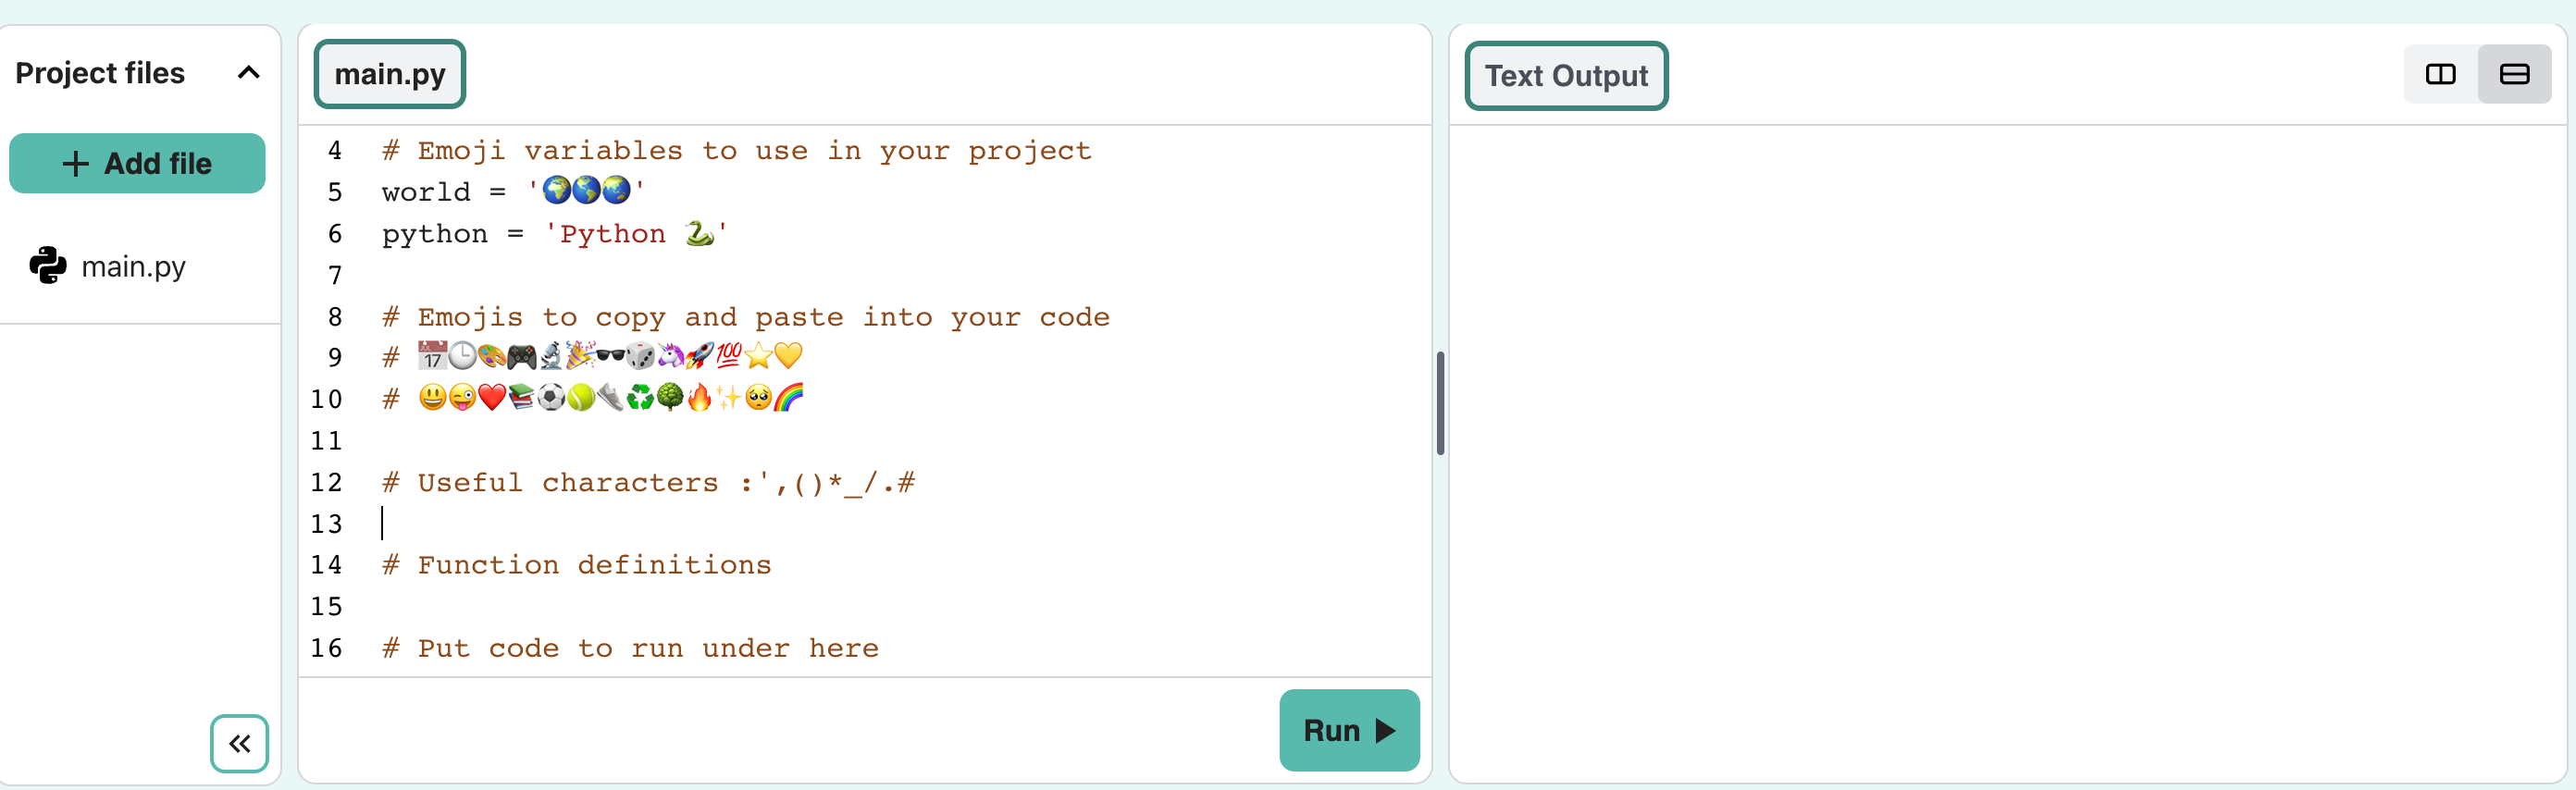 Project files
+ Add file
main.py
main.py
4 # Emoji variables to use in your project
5 world = '🌍🌎🌏'
6 python = 'Python 🐍'
7
8 # Emojis to copy and paste into your code
9 # 📅🕒🎨🎮🔬🎉🕶️🎲🦄🚀💯⭐💛
10 # 😃😜❤️📚⚽🎾👟♻️🌳🔥✨🥺🌈
11
12 # Useful characters :',()*_/.#
13
14 # Function definitions
15
16 # Put code to run under here
Run
Text Output